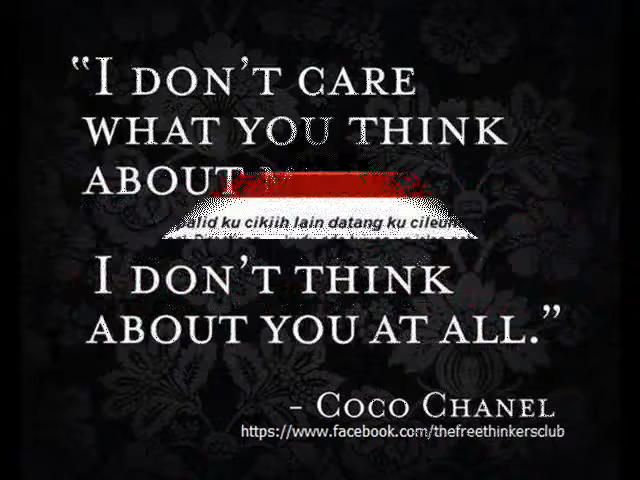 “I DON’T CARE
WHAT YOU THINK
ABOUT
ku cikiih lain datang ku
I DON’T THINK
ABOUT YOU AT ALL.”
– COCO CHANEL
https://www.facebook.com/thefreethinkersclub